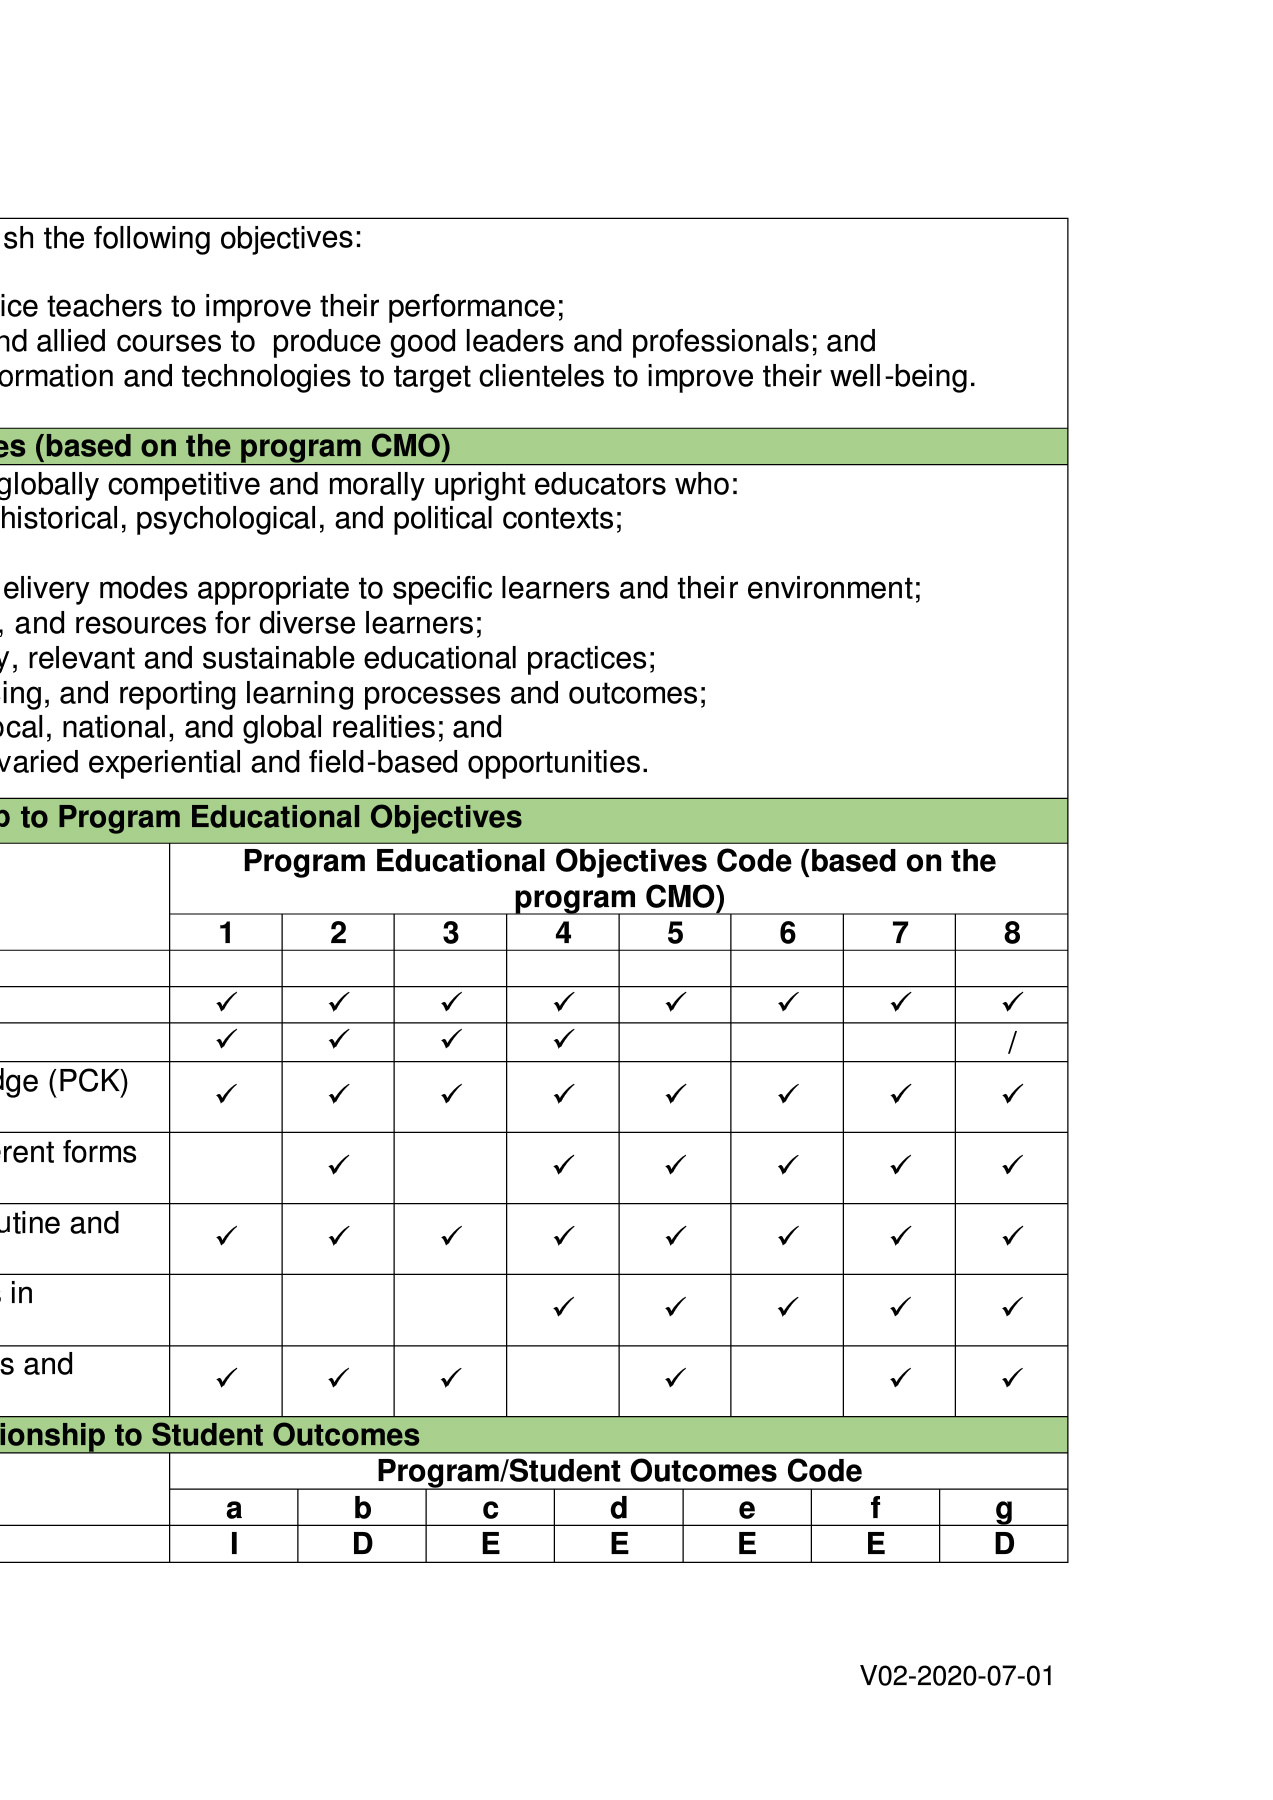 sh the following objectives:
ice teachers to improve their performance;
nd allied courses to produce good leaders and professionals; and
ormation and technologies to target clienteles to improve their well-being.
es (based on the program CMO)
globally competitive and morally upright educators who:
historical, psychological, and political contexts;
elivery modes appropriate to specific learners and their environment;
, and resources for diverse learners;
y, relevant and sustainable educational practices;
sing, and reporting learning processes and outcomes;
ocal, national, and global realities; and
varied experiential and field-based opportunities.
p to Program Educational Objectives
Program Educational Objectives Code (based on the
program CMO)
1 2 3 4 5 6 7 8
✓ ✓ ✓ ✓ ✓ ✓ ✓ ✓
✓ ✓ ✓ ✓ /
dge (PCK)
✓ ✓ ✓ ✓ ✓ ✓ ✓ ✓
erent forms
✓ ✓ ✓ ✓ ✓ ✓
utine and
✓ ✓ ✓ ✓ ✓ ✓ ✓ ✓
s in
✓ ✓ ✓ ✓ ✓
s and
✓ ✓ ✓ ✓ ✓ ✓
tionship to Student Outcomes
Program/Student Outcomes Code
a b c d e f g
I D E E E E D
V02-2020-07-01